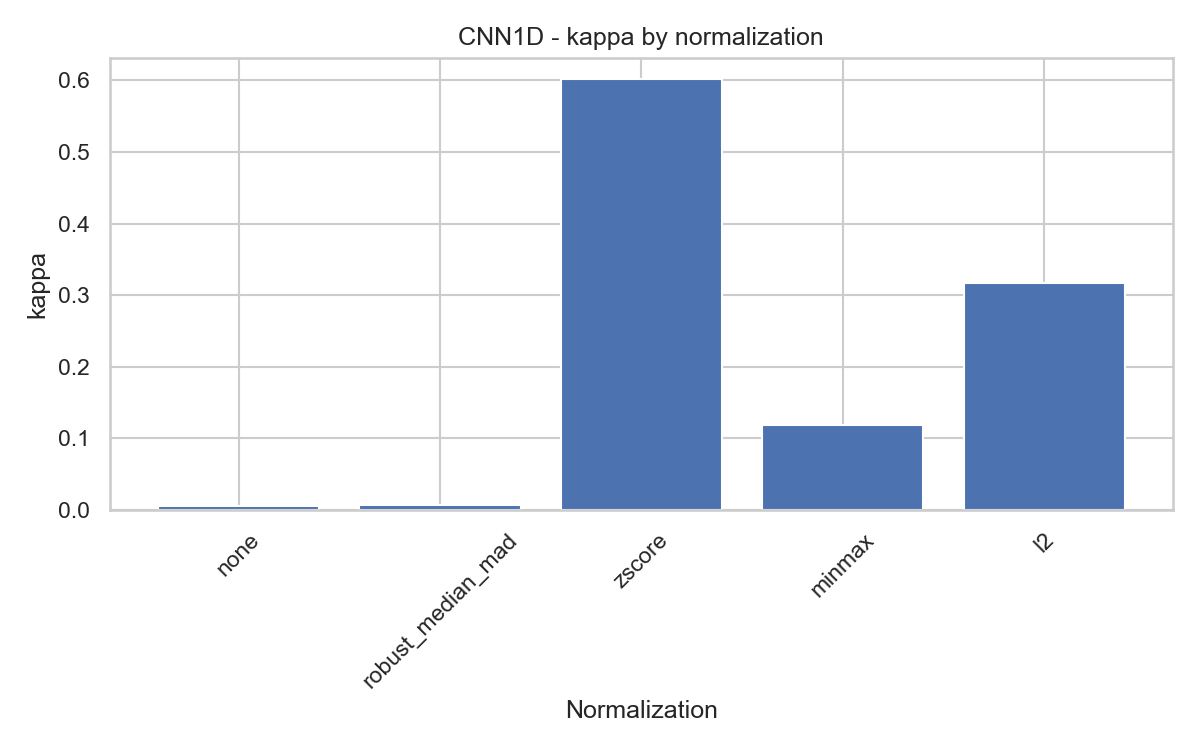 CNN1D - kappa by normalization
kappa
0.6
0.5
0.4
0.3
0.2
0.1
0.0
none
robust_median_mad
zscore
minmax
l2
Normalization